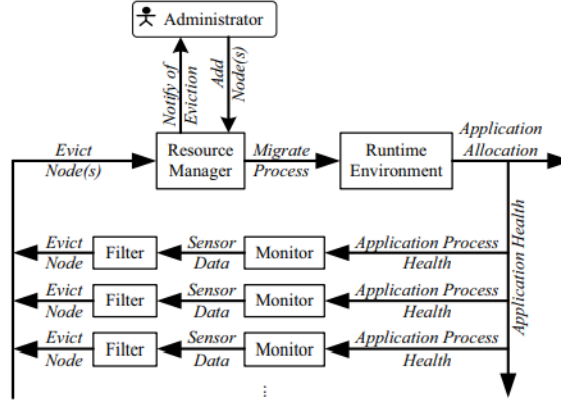 Administrator
Notify of
Eviction
Add
Node(s)
Evict
Node(s)
Resource
Manager
Migrate
Process
Runtime
Environment
Application
Allocation
Application Health
Evict
Node
Filter
Sensor
Data
Monitor
Application Process
Health
Evict
Node
Filter
Sensor
Data
Monitor
Application Process
Health
Evict
Node
Filter
Sensor
Data
Monitor
Application Process
Health
...